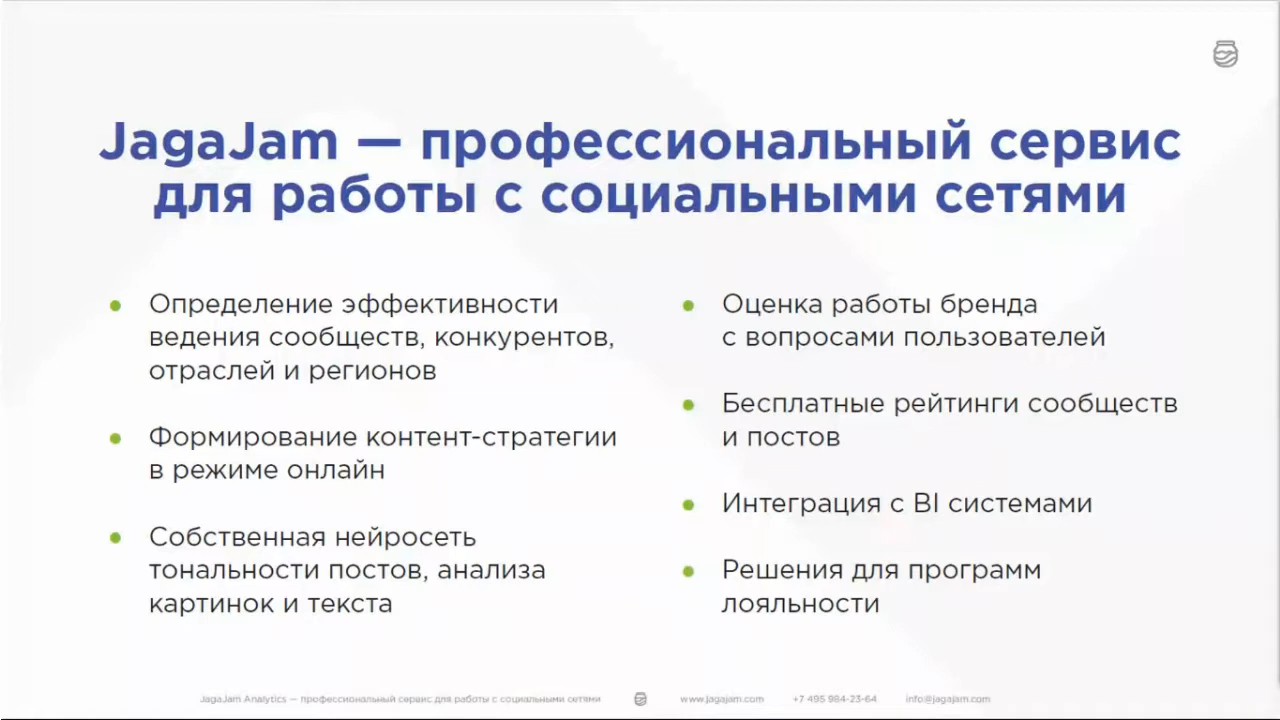 JagaJam — профессиональный сервис
для работы с социальными сетями
Определение эффективности
ведения сообществ, конкурентов,
отраслей и регионов
Формирование контент-стратегии
в режиме онлайн
Собственная нейросеть
тональности постов, анализа
картинок и текста
Оценка работы бренда
с вопросами пользователей
Бесплатные рейтинги сообществ
и постов
Интеграция с BI системами
Решения для программ
лояльности
JagaJam Analytics — профессиональный сервис для работы с социальными сетями
www.jagajam.com
+7 495 984-23-64
info@jagajam.com